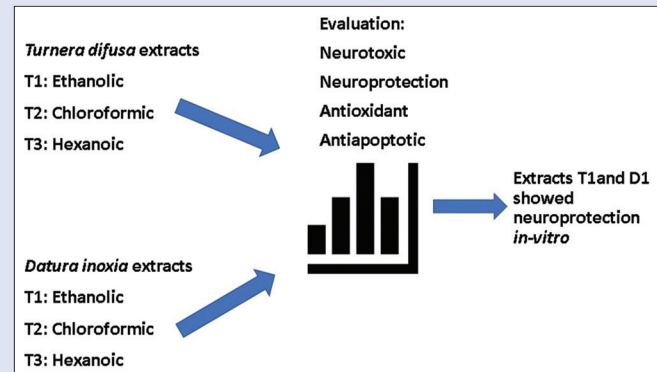 Turnera difusa extracts
T1: Ethanolic
T2: Chloroformic
T3: Hexanoic
Datura inoxia extracts
T1: Ethanolic
T2: Chloroformic
T3: Hexanoic
Evaluation:
Neurotoxic
Neuroprotection
Antioxidant
Antiapoptotic
Extracts T1and D1
showed
neuroprotection
in-vitro